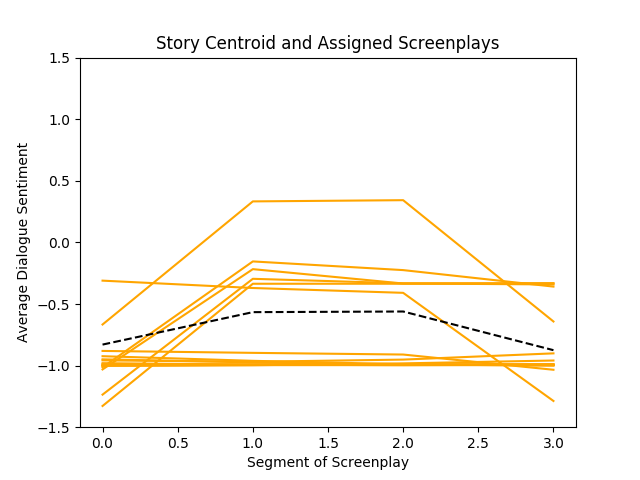 Story Centroid and Assigned Screenplays
1.5
1.0
0.5
0.0
−0.5
−1.0
−1.5
Average Dialogue Sentiment
0.0 0.5 1.0 1.5 2.0 2.5 3.0
Segment of Screenplay